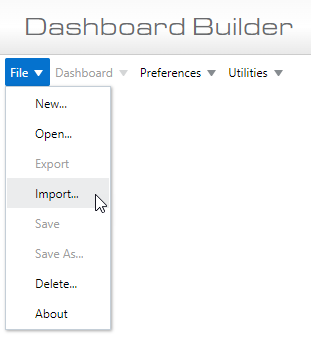 Dashboard Builder
File Dashboard Preferences Utilities
New...
Open...
Export
Import...
Save
Save As...
Delete...
About